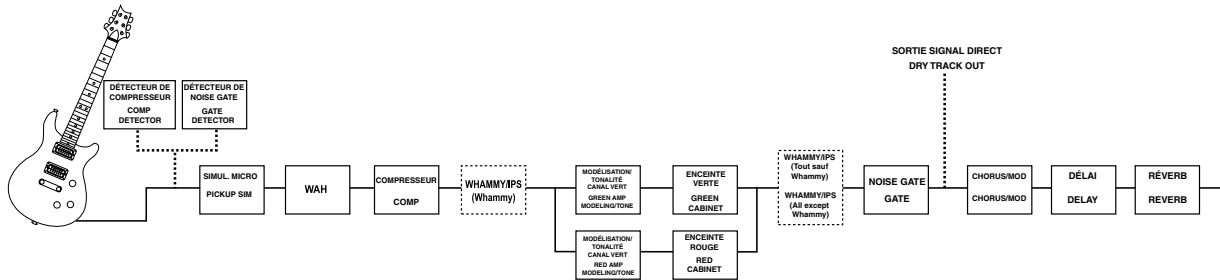 SORTIE SIGNAL DIRECT
DRY TRACK OUT
DÉTECTEUR DE
COMPRESSEUR
COMP
DETECTOR
DÉTECTEUR DE
NOISE GATE
GATE
DETECTOR
SIMUL. MICRO
PICKUP SIM
WAH
COMPRESSEUR
COMP
WHAMMY/IPS
(Whammy)
MODÉLISATION/
TONALITÉ
CANAL VERT
GREEN AMP
MODELING/TONE
ENCEINTE
VERTE
GREEN
CABINET
MODÉLISATION/
TONALITÉ
CANAL VERT
RED AMP
MODELING/TONE
ENCEINTE
ROUGE
RED
CABINET
WHAMMY/IPS
(Tout sauf
Whammy)
WHAMMY/IPS
(All except
Whammy)
NOISE GATE
GATE
CHORUS/MOD
CHORUS/MOD
DÉLAI
DELAY
RÉVERB
REVERB